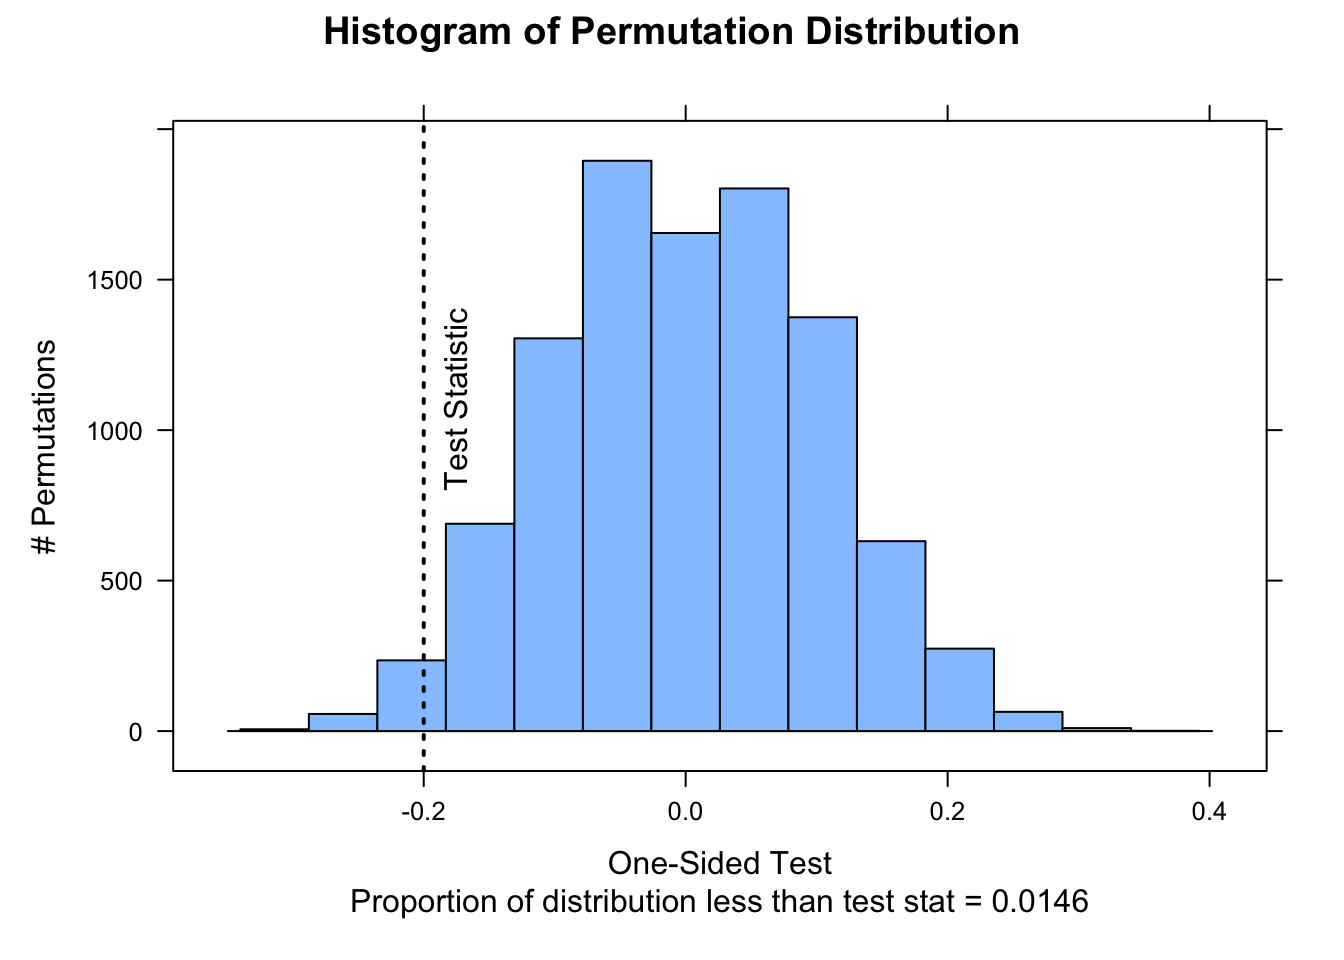 Histogram of Permutation Distribution
# Permutations
1500
1000
500
0
Test Statistic
-0.2
0.0
0.2
0.4
One-Sided Test
Proportion of distribution less than test stat = 0.0146